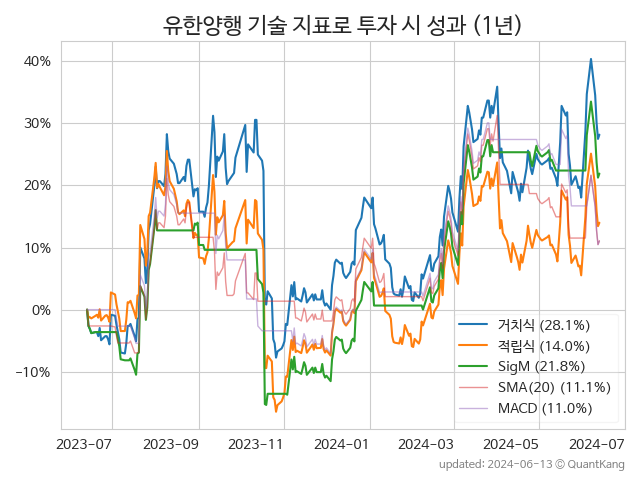 유한양행 기술 지표로 투자 시 성과 (1년)
40%
30%
20%
10%
0%
−10%
거치식 (28.1%)
적립식 (14.0%)
SigM (21.8%)
SMA(20) (11.1%)
MACD (11.0%)
2023-07 2023-09 2023-11 2024-01 2024-03 2024-05 2024-07
updated: 2024-06-13 © QuantKang